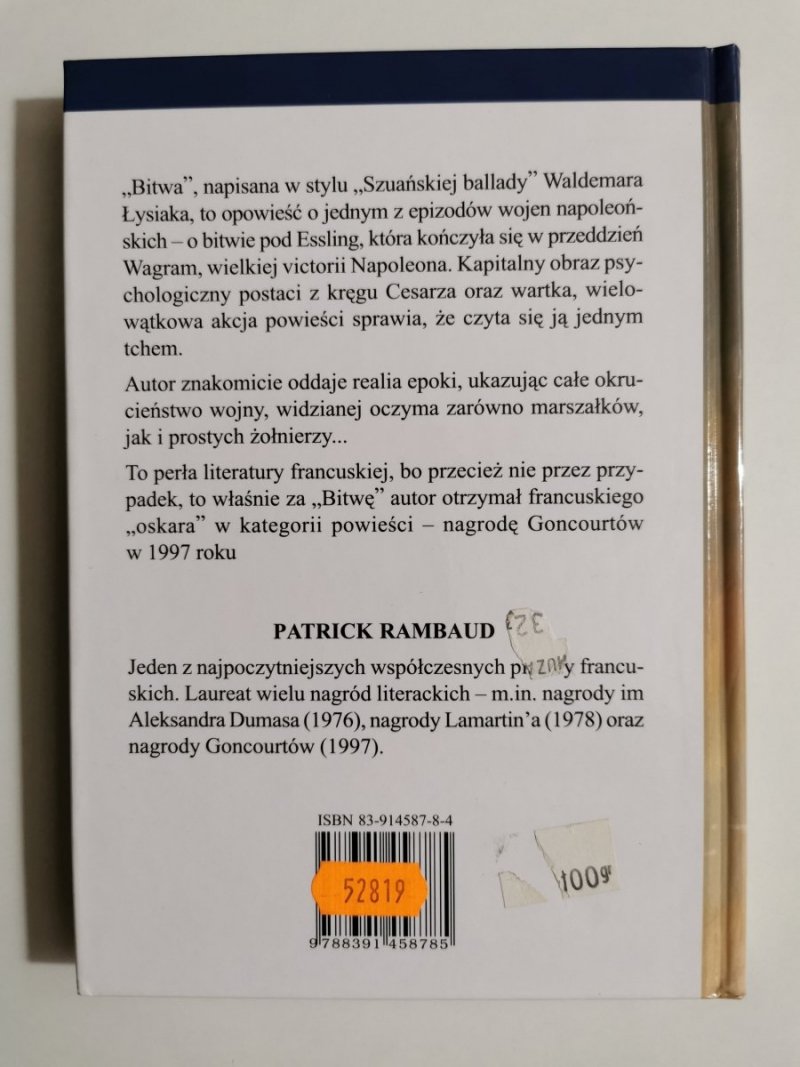 „Bitwa”, napisana w stylu „Szuańskiej ballady” Waldemara
Łysiaka, to opowieść o jednym z epizodów wojen napoleoń-
skich – o bitwie pod Essling, która kończyła się w przeddzień
Wagram, wielkiej victorii Napoleona. Kapitalny obraz psy-
chologiczny postaci z kręgu Cesarza oraz wartka, wielo-
wątkowa akcja powieści sprawia, że czyta się ją jednym
tchem.
Autor znakomicie oddaje realia epoki, ukazując całe okru-
cieństwo wojny, widzianej oczyma zarówno marszałków,
jak i prostych żołnierzy...
To perła literatury francuskiej, bo przecież nie przez przy-
padek, to właśnie za „Bitwę” autor otrzymał francuskiego
„oskara” w kategorii powieści – nagrodę Goncourtów
w 1997 roku
PATRICK RAMBAUD
Jeden z najpoczytniejszych współczesnych francu-
skich. Laureat wielu nagród literackich – m.in. nagrody im
Aleksandra Dumasa (1976), nagrody Lamartin’a (1978) oraz
nagrody Goncourtów (1997).
ISBN 83-914587-8-4
52819
100gr
9 788391 458785